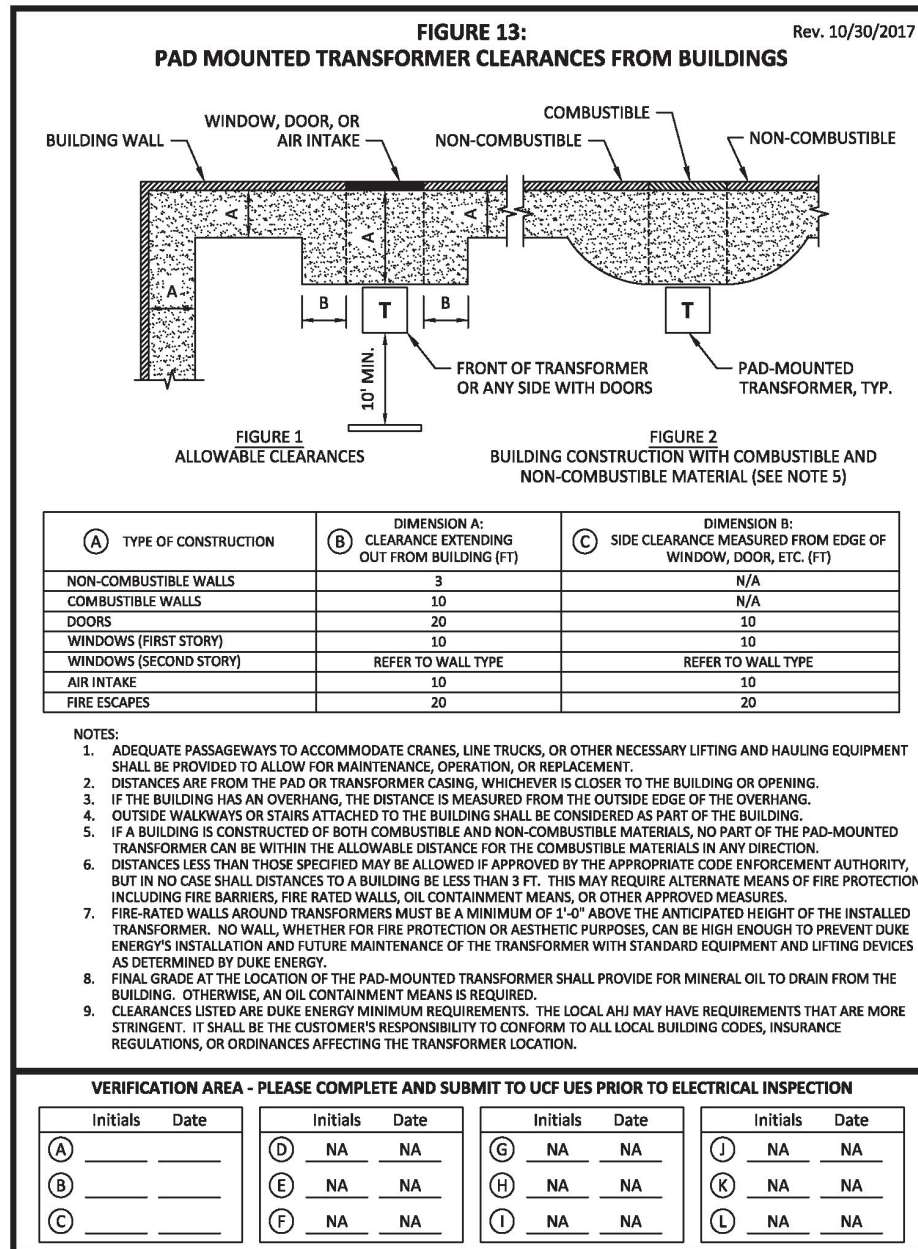 FIGURE 13:
Rev. 10/30/2017
PAD MOUNTED TRANSFORMER CLEARANCES FROM BUILDINGS
BUILDING WALL
WINDOW, DOOR, OR
AIR INTAKE
NON-COMBUSTIBLE
COMBUSTIBLE
NON-COMBUSTIBLE
A
A
A
A
B
T
B
T
10' MIN.
FRONT OF TRANSFORMER
OR ANY SIDE WITH DOORS
PAD-MOUNTED
TRANSFORMER, TYP.
FIGURE 1
ALLOWABLE CLEARANCES
FIGURE 2
BUILDING CONSTRUCTION WITH COMBUSTIBLE AND
NON-COMBUSTIBLE MATERIAL (SEE NOTE 5)
A TYPE OF CONSTRUCTION
B DIMENSION A:
CLEARANCE EXTENDING
OUT FROM BUILDING (FT)
C DIMENSION B:
SIDE CLEARANCE MEASURED FROM EDGE OF
WINDOW, DOOR, ETC. (FT)
NON-COMBUSTIBLE WALLS 3 N/A
COMBUSTIBLE WALLS 10 N/A
DOORS 20 10
WINDOWS (FIRST STORY) 10 10
WINDOWS (SECOND STORY) REFER TO WALL TYPE REFER TO WALL TYPE
AIR INTAKE 10 10
FIRE ESCAPES 20 20
NOTES:
1. ADEQUATE PASSAGEWAYS TO ACCOMMODATE CRANES, LINE TRUCKS, OR OTHER NECESSARY LIFTING AND HAULING EQUIPMENT
SHALL BE PROVIDED TO ALLOW FOR MAINTENANCE, OPERATION, OR REPLACEMENT.
2. DISTANCES ARE FROM THE PAD OR TRANSFORMER CASING, WHICHEVER IS CLOSER TO THE BUILDING OR OPENING.
3. IF THE BUILDING HAS AN OVERHANG, THE DISTANCE IS MEASURED FROM THE OUTSIDE EDGE OF THE OVERHANG.
4. OUTSIDE WALKWAYS OR STAIRS ATTACHED TO THE BUILDING SHALL BE CONSIDERED AS PART OF THE BUILDING.
5. IF A BUILDING IS CONSTRUCTED OF BOTH COMBUSTIBLE AND NON-COMBUSTIBLE MATERIALS, NO PART OF THE PAD-MOUNTED
TRANSFORMER CAN BE WITHIN THE ALLOWABLE DISTANCE FOR THE COMBUSTIBLE MATERIALS IN ANY DIRECTION.
6. DISTANCES LESS THAN THOSE SPECIFIED MAY BE ALLOWED IF APPROVED BY THE APPROPRIATE CODE ENFORCEMENT AUTHORITY,
BUT IN NO CASE SHALL DISTANCES TO A BUILDING BE LESS THAN 3 FT. THIS MAY REQUIRE ALTERNATE MEANS OF FIRE PROTECTION
INCLUDING FIRE BARRIERS, FIRE RATED WALLS, OIL CONTAINMENT MEANS, OR OTHER APPROVED MEASURES.
7. FIRE-RATED WALLS AROUND TRANSFORMERS MUST BE A MINIMUM OF 1'-0" ABOVE THE ANTICIPATED HEIGHT OF THE INSTALLED
TRANSFORMER. NO WALL, WHETHER FOR FIRE PROTECTION OR AESTHETIC PURPOSES, CAN BE HIGH ENOUGH TO PREVENT DUKE
ENERGY'S INSTALLATION AND FUTURE MAINTENANCE OF THE TRANSFORMER WITH STANDARD EQUIPMENT AND LIFTING DEVICES
AS DETERMINED BY DUKE ENERGY.
8. FINAL GRADE AT THE LOCATION OF THE PAD-MOUNTED TRANSFORMER SHALL PROVIDE FOR MINERAL OIL TO DRAIN FROM THE
BUILDING. OTHERWISE, AN OIL CONTAINMENT MEANS IS REQUIRED.
9. CLEARANCES LISTED ARE DUKE ENERGY MINIMUM REQUIREMENTS. THE LOCAL AHJ MAY HAVE REQUIREMENTS THAT ARE MORE
STRINGENT. IT SHALL BE THE CUSTOMER'S RESPONSIBILITY TO CONFORM TO ALL LOCAL BUILDING CODES, INSURANCE
REGULATIONS, OR ORDINANCES AFFECTING THE TRANSFORMER LOCATION.
VERIFICATION AREA - PLEASE COMPLETE AND SUBMIT TO UCF UES PRIOR TO ELECTRICAL INSPECTION
Initials Date Initials Date Initials Date Initials Date
A D NA NA G NA NA J NA NA
B E NA NA H NA NA K NA NA
C F NA NA I NA NA L NA NA